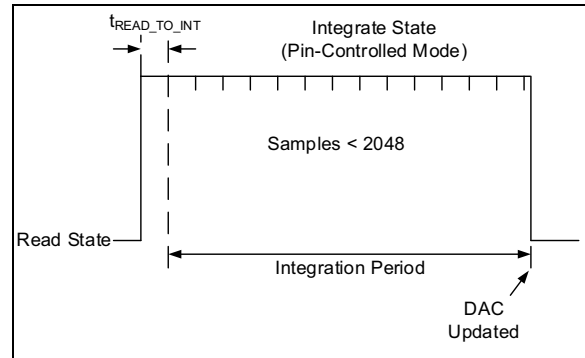 tREAD_TO_INT
Integrate State
(Pin-Controlled Mode)
Samples < 2048
Read State
Integration Period
DAC
Updated